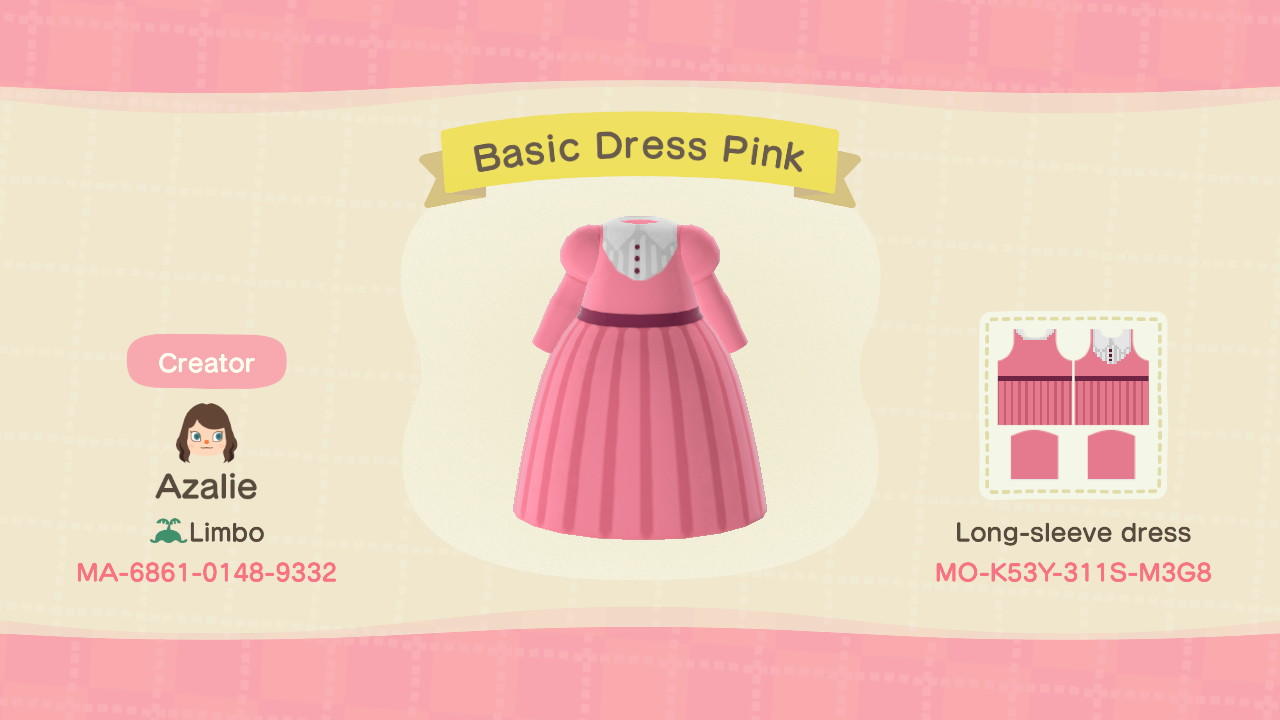 Basic Dress Pink
Creator
Azalie
Limbo
MA-6861-0148-9332
Long-sleeve dress
MO-K53Y-311S-M3G8